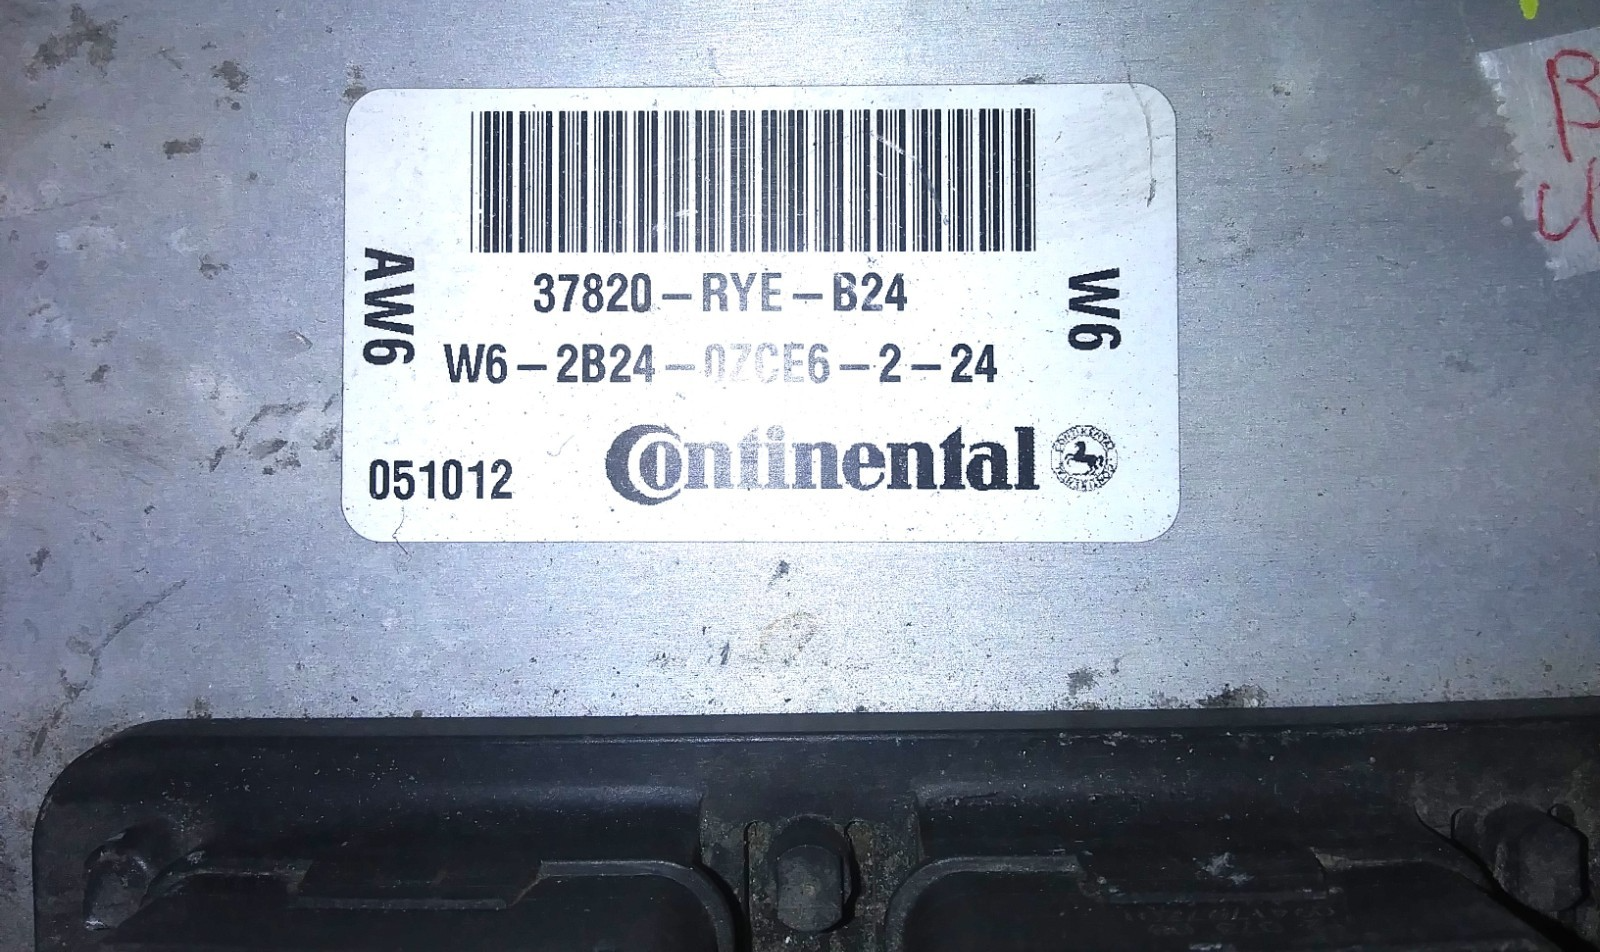 37820-RYE-B24
AW6
W6
W6-2B24-0ZCE6-2-24
051012
Continental